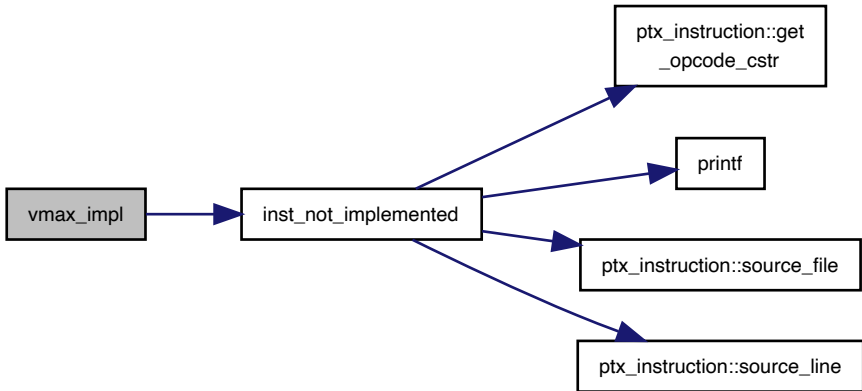 ptx_instruction::get
_opcode_cstr
printf
vmax_impl
inst_not_implemented
ptx_instruction::source_file
ptx_instruction::source_line